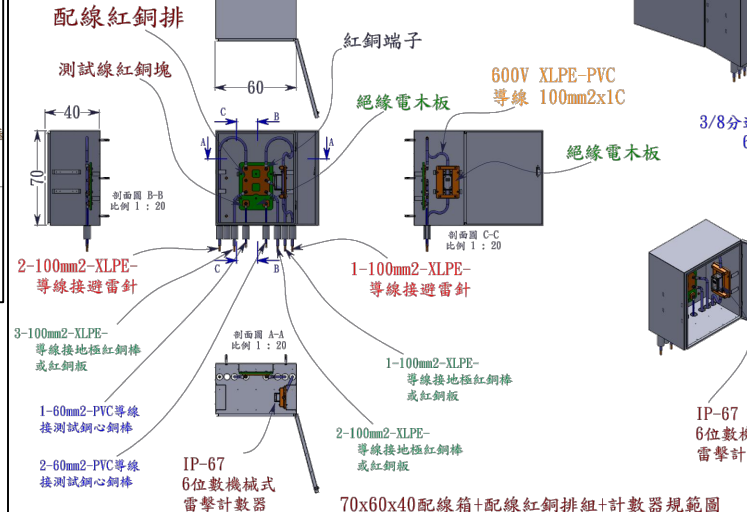 配線紅銅排
紅銅端子
測試線紅銅塊
60
600V XLPE-PVC
導線 100mm2x1C
40
絕緣電木板
C
B
3/8分
6
A
A
絕緣電木板
70
剖面圖 B-B
比例 1 : 20
剖面圖 C-C
比例 1 : 20
C
B
2-100mm2-XLPE-
導線接避雷針
1-100mm2-XLPE-
導線接避雷針
3-100mm2-XLPE-
導線接地極紅銅棒
或紅銅板
剖面圖 A-A
比例 1 : 20
1-100mm2-XLPE-
導線接地極紅銅棒
或紅銅板
1-60mm2-PVC導線
接測試銅心銅棒
2-100mm2-XLPE-
導線接地極紅銅棒
或紅銅板
2-60mm2-PVC導線
接測試銅心銅棒
IP-67
6位數機械式
雷擊計數器
IP-67
6位數機
雷擊計
70x60x40配線箱+配線紅銅排組+計數器規範圖